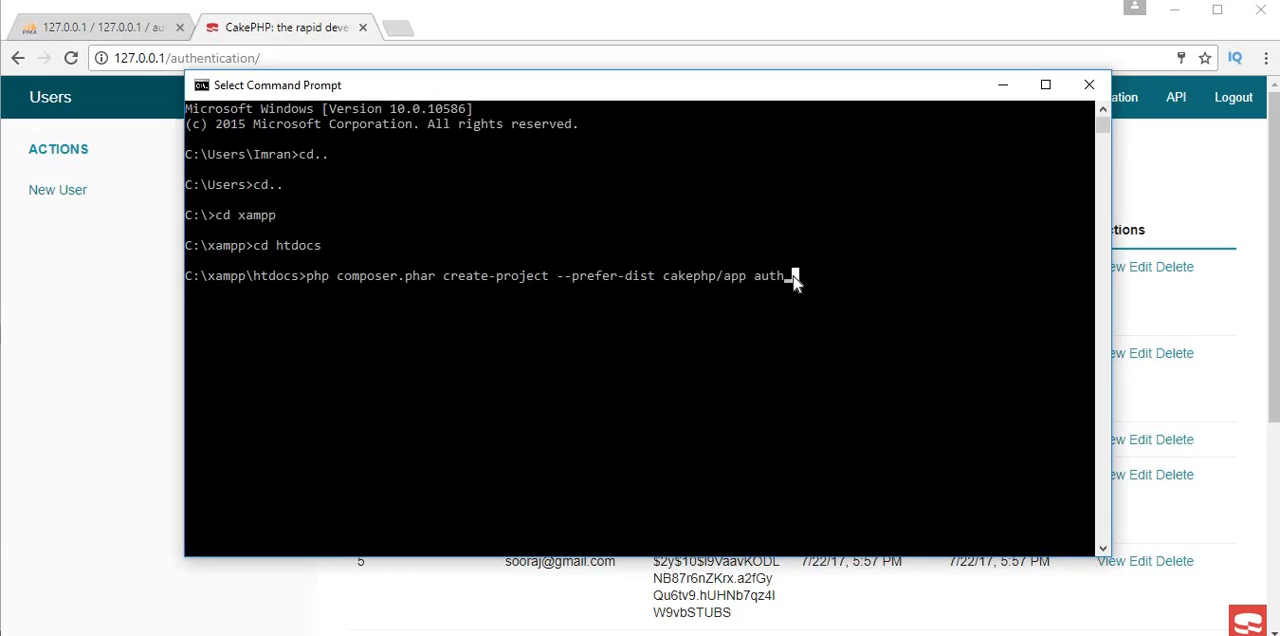 127.0.0.1 / 127.0.0.1 / au
CakePHP: the rapid deve
127.0.0.1/authentication/
IQ
Users
API
Logout
ACTIONS
New User
Select Command Prompt
Microsoft Windows [Version 10.0.10586]
(c) 2015 Microsoft Corporation. All rights reserved.
C:\Users\Imran>cd..
C:\Users>cd..
C:\>cd xampp
C:\xampp>cd htdocs
C:\xampp\htdocs>php composer.phar create-project --prefer-dist cakephp/app auth_
ation
tions
ew Edit Delete
ew Edit Delete
ew Edit Delete
ew Edit Delete
5 sooraj@gmail.com 7/22/17, 5:57 PM 7/22/17, 5:57 PM View Edit Delete
NB87r6nZKrx.a2fGy
Qu6tv9.hUHNb7qz4I
W9vbSTUBS